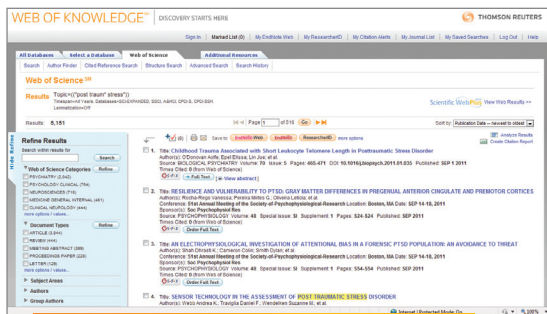 WEB OF KNOWLEDGE℠ DISCOVERY STARTS HERE
THOMSON REUTERS
Sign In | Marked List (0) | My EndNote Web | My ResearcherID | My Citation Alerts | My Journal List | My Saved Searches | Log Out | Help
All Databases Select a Database Web of Science Additional Resources
Search Author Finder Cited Reference Search Structure Search Advanced Search Search History
Web of Science℠
Results Topic=(("post traum* stress"))
Timespan=All Years. Databases=SCI-EXPANDED, SSCI, A&HCI, CPCI-S, CPCI-SSH.
Lemmatization=Off
Scientific WebPlus View Web Results >>
Results: 5,151
Page 1 of 516 Go
Sort by: Publication Date -- newest to oldest
Hide Refine
Refine Results
Search within results for
Search
Web of Science Categories Refine
PSYCHIATRY (2,042)
PSYCHOLOGY CLINICAL (794)
NEUROSCIENCES (710)
MEDICINE GENERAL INTERNAL (461)
CLINICAL NEUROLOGY (444)
more options / values...
Document Types Refine
ARTICLE (3,944)
REVIEW (444)
MEETING ABSTRACT (399)
PROCEEDINGS PAPER (228)
LETTER (128)
more options / values...
Subject Areas
Authors
Group Authors
(0) Save to: EndNote Web EndNote ResearcherID more options
Analyze Results
Create Citation Report
1. Title: Childhood Trauma Associated with Short Leukocyte Telomere Length in Posttraumatic Stress Disorder
Author(s): O'Donovan Aoife, Epel Elissa, Lin Jue, et al.
Source: BIOLOGICAL PSYCHIATRY Volume: 70 Issue: 5 Pages: 465-471 DOI: 10.1016/j.biopsych.2011.01.035 Published: SEP 1 2011
Times Cited: 0 (from Web of Science)
Full Text [View abstract]
2. Title: RESILIENCE AND VULNERABILITY TO PTSD: GRAY MATTER DIFFERENCES IN PREGENUAL ANTERIOR CINGULATE AND PREMOTOR CORTICES
Author(s): Rocha-Rego Vanessa, Pereira Mirtes G., Oliveira Leticia, et al.
Conference: 51st Annual Meeting of the Society-of-Psychophysiological-Research Location: Boston, MA Date: SEP 14-18, 2011
Sponsor(s): Soc Psychophysiol Res
Source: PSYCHOPHYSIOLOGY Volume: 48 Special Issue: SI Supplement: 1 Pages: S24-S24 Published: SEP 2011
Times Cited: 0 (from Web of Science)
Order Full Text
3. Title: AN ELECTROPHYSIOLOGICAL INVESTIGATION OF ATTENTIONAL BIAS IN A FORENSIC PTSD POPULATION: AN AVOIDANCE TO THREAT
Conference: 51st Annual Meeting of the Society-of-Psychophysiological-Research Location: Boston, MA Date: SEP 14-18, 2011
Sponsor(s): Soc Psychophysiol Res
Source: PSYCHOPHYSIOLOGY Volume: 48 Special Issue: SI Supplement: 1 Pages: S54-S54 Published: SEP 2011
Times Cited: 0 (from Web of Science)
Order Full Text
4. Title: SENSOR TECHNOLOGY IN THE ASSESSMENT OF POST TRAUMATIC STRESS DISORDER
Author(s): Webb Andrea K., Travaglia Daniel F., Wendelken Suzanne M., et al.
Internet | Protected Mode: On
100%